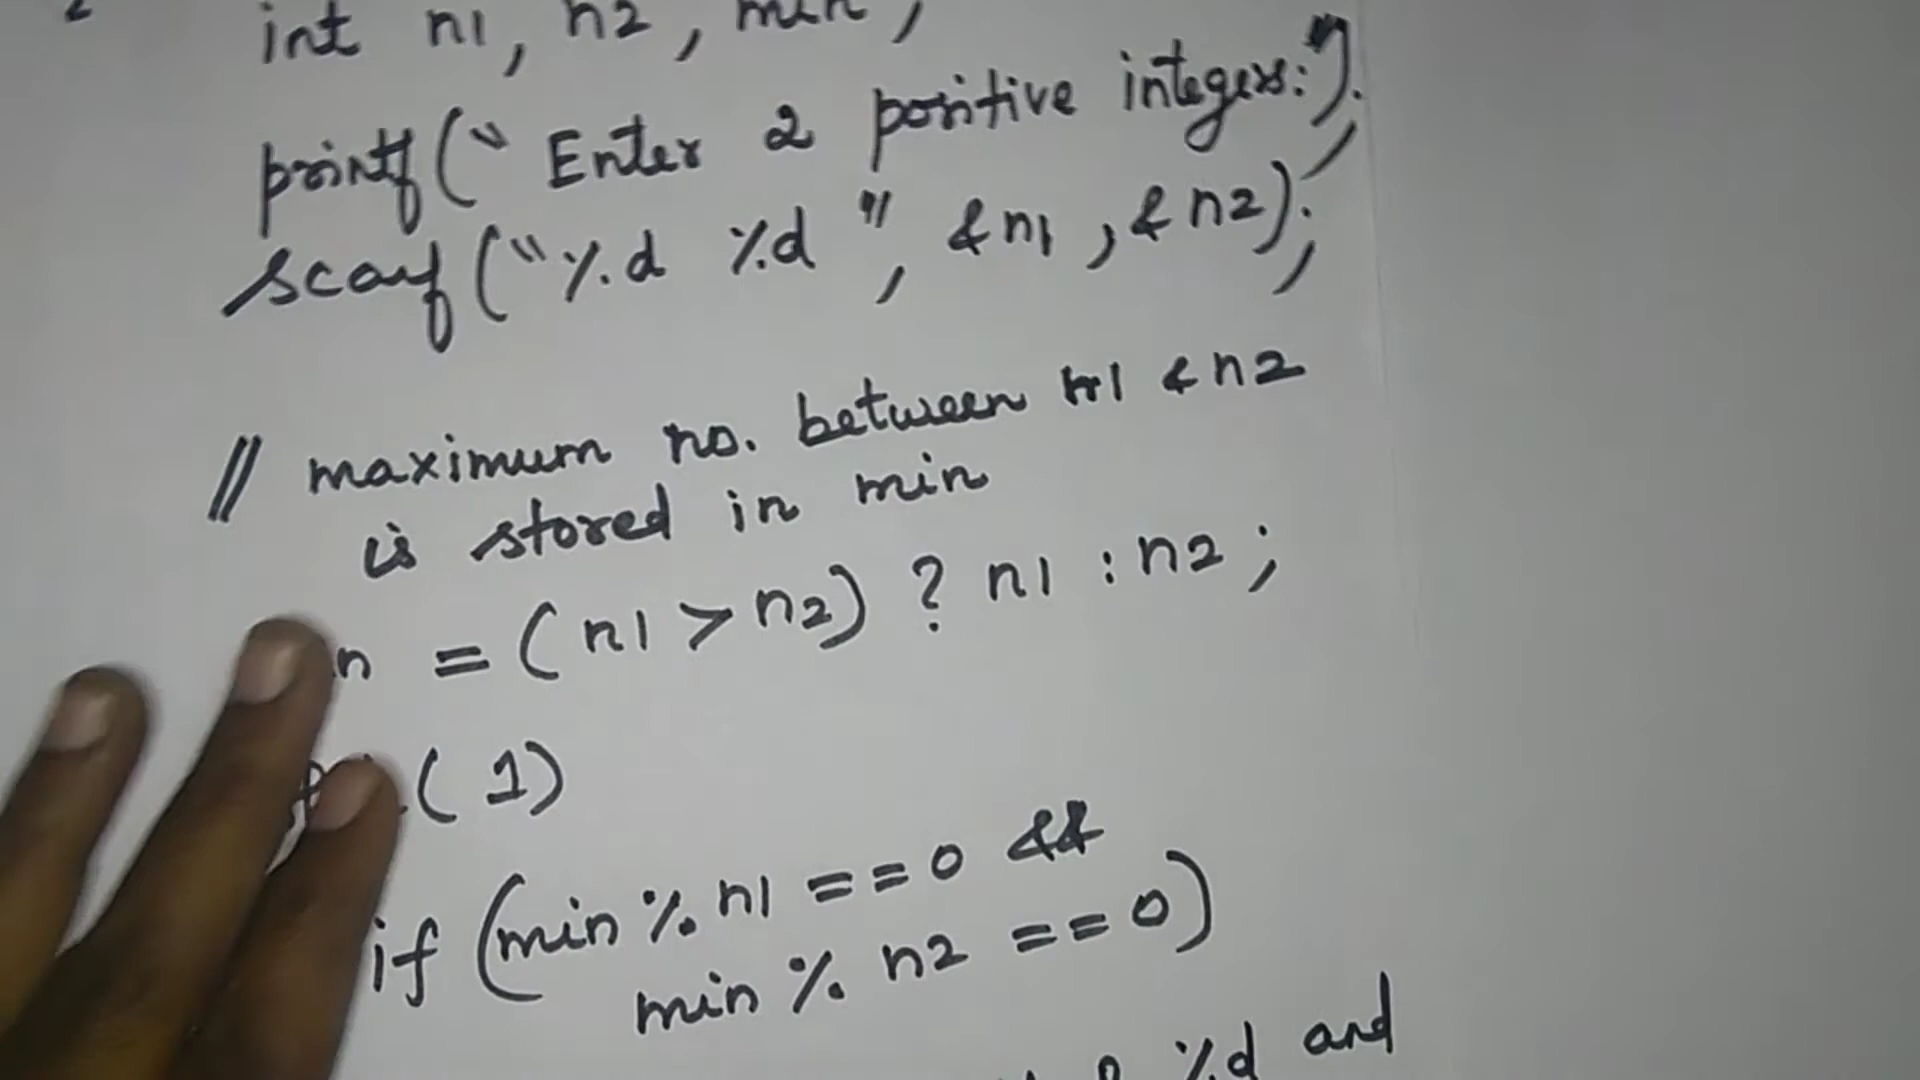 int n1, n2, min,
printf(" Enter 2 positive integers:");
scanf("%d %d", &n1, &n2);
// maximum no. between n1 & n2
is stored in min
= (n1 > n2) ? n1 : n2;
(1)
if (min % n1 == 0 &&
min % n2 == 0)
%d and